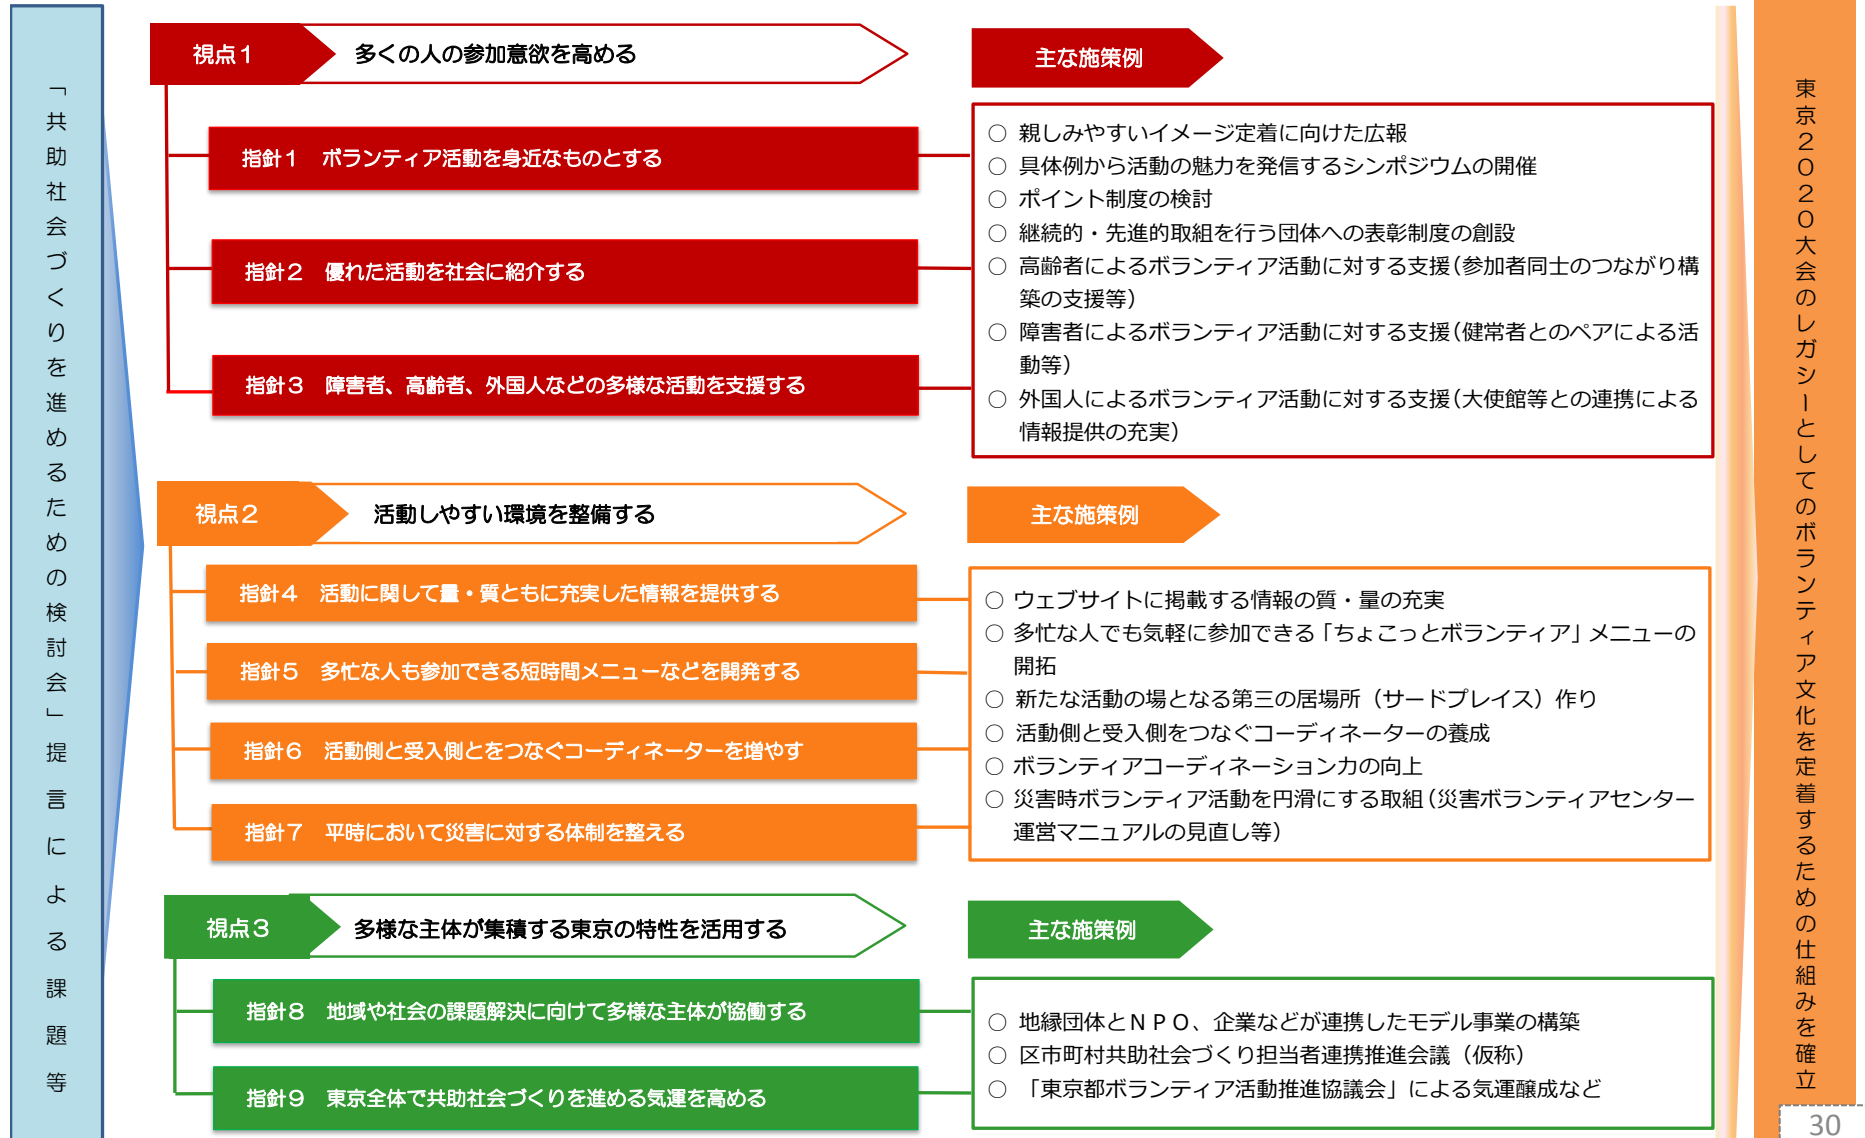 「共助社会づくりを進めるための検討会」提言による課題等
視点１
多くの人の参加意欲を高める
主な施策例
指針１　ボランティア活動を身近なものとする
指針２　優れた活動を社会に紹介する
指針３　障害者、高齢者、外国人などの多様な活動を支援する
○ 親しみやすいイメージ定着に向けた広報
○ 具体例から活動の魅力を発信するシンポジウムの開催
○ ポイント制度の検討
○ 継続的・先進的取組を行う団体への表彰制度の創設
○ 高齢者によるボランティア活動に対する支援（参加者同士のつながり構
築の支援等）
○ 障害者によるボランティア活動に対する支援（健常者とのペアによる活
動等）
○ 外国人によるボランティア活動に対する支援（大使館等との連携による
情報提供の充実）
視点２
活動しやすい環境を整備する
主な施策例
指針４　活動に関して量・質ともに充実した情報を提供する
指針５　多忙な人も参加できる短時間メニューなどを開発する
指針６　活動側と受入側とをつなぐコーディネーターを増やす
指針７　平時において災害に対する体制を整える
○ ウェブサイトに掲載する情報の質・量の充実
○ 多忙な人でも気軽に参加できる「ちょこっとボランティア」メニューの
開拓
○ 新たな活動の場となる第三の居場所（サードプレイス）作り
○ 活動側と受入側をつなぐコーディネーターの養成
○ ボランティアコーディネーション力の向上
○ 災害時ボランティア活動を円滑にする取組（災害ボランティアセンター
運営マニュアルの見直し等）
視点３
多様な主体が集積する東京の特性を活用する
主な施策例
指針８　地域や社会の課題解決に向けて多様な主体が協働する
指針９　東京全体で共助社会づくりを進める気運を高める
○ 地縁団体とＮＰＯ、企業などが連携したモデル事業の構築
○ 区市町村共助社会づくり担当者連携推進会議（仮称）
○ 「東京都ボランティア活動推進協議会」による気運醸成など
東京２０２０大会のレガシーとしてのボランティア文化を定着するための仕組みを確立
30